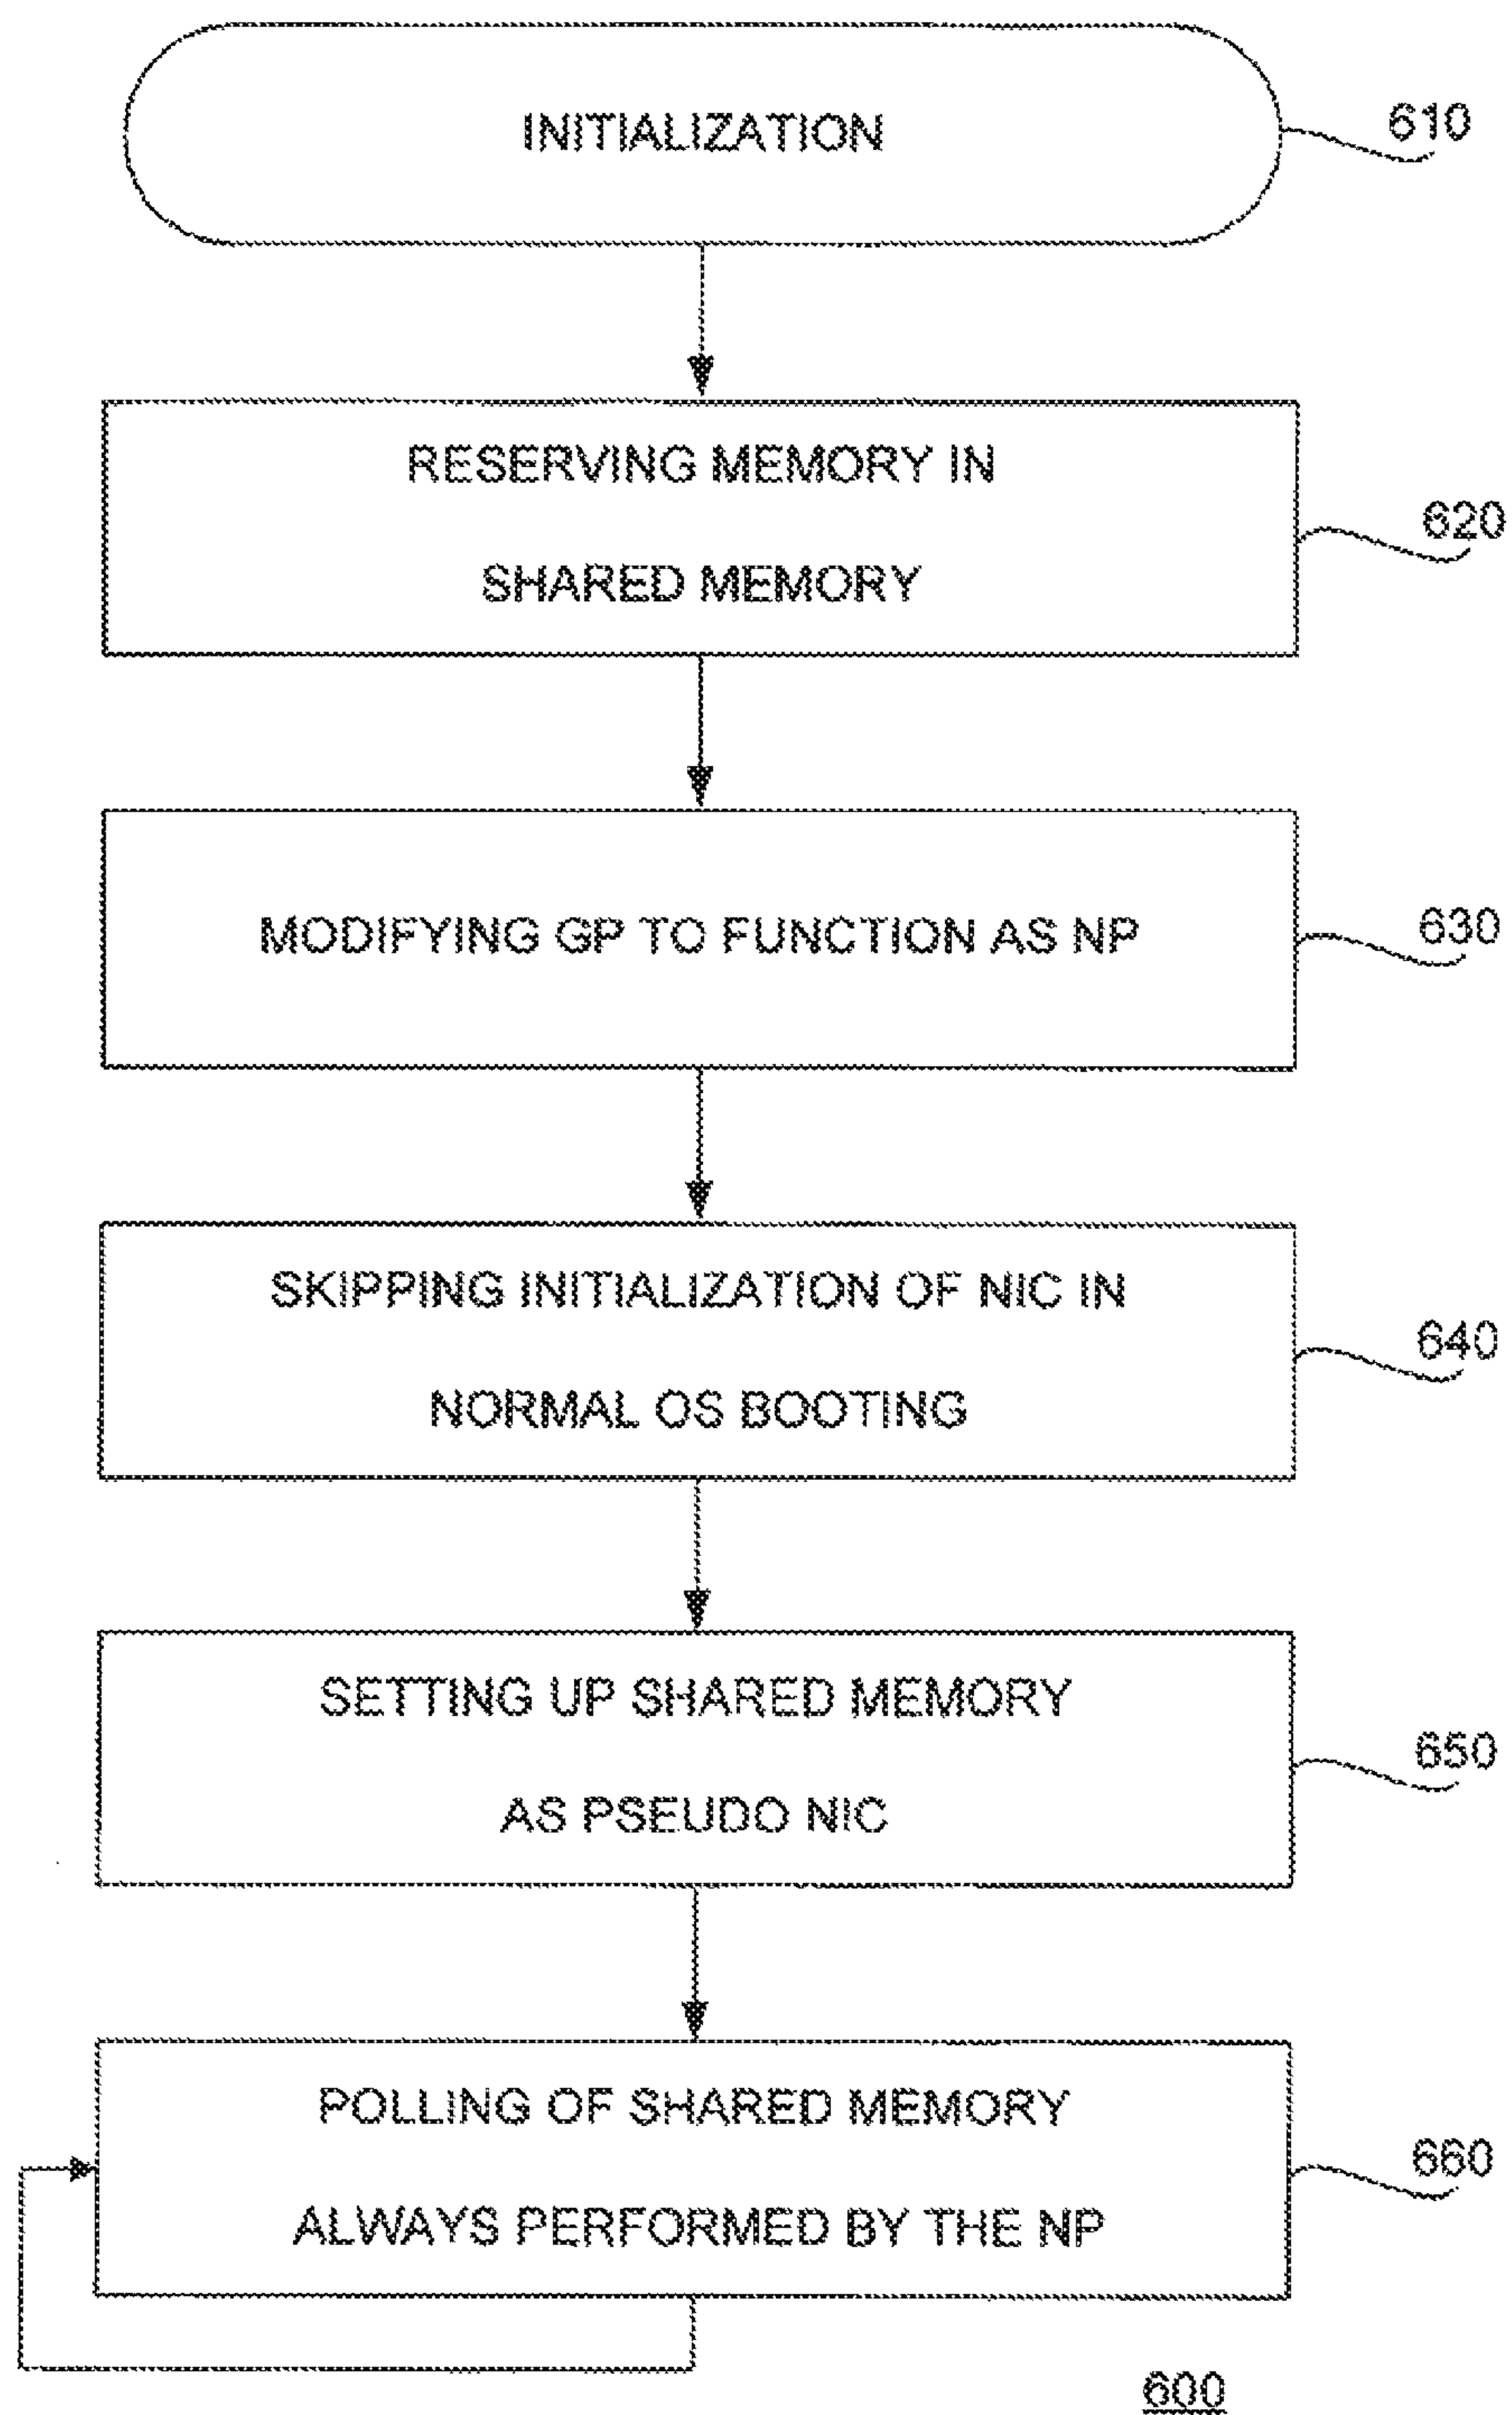 INITIALIZATION
610
RESERVING MEMORY IN
SHARED MEMORY
620
MODIFYING GP TO FUNCTION AS NP
630
SKIPPING INITIALIZATION OF NIC IN
NORMAL OS BOOTING
640
SETTING UP SHARED MEMORY
AS PSEUDO NIC
650
POLLING OF SHARED MEMORY
ALWAYS PERFORMED BY THE NP
660
600